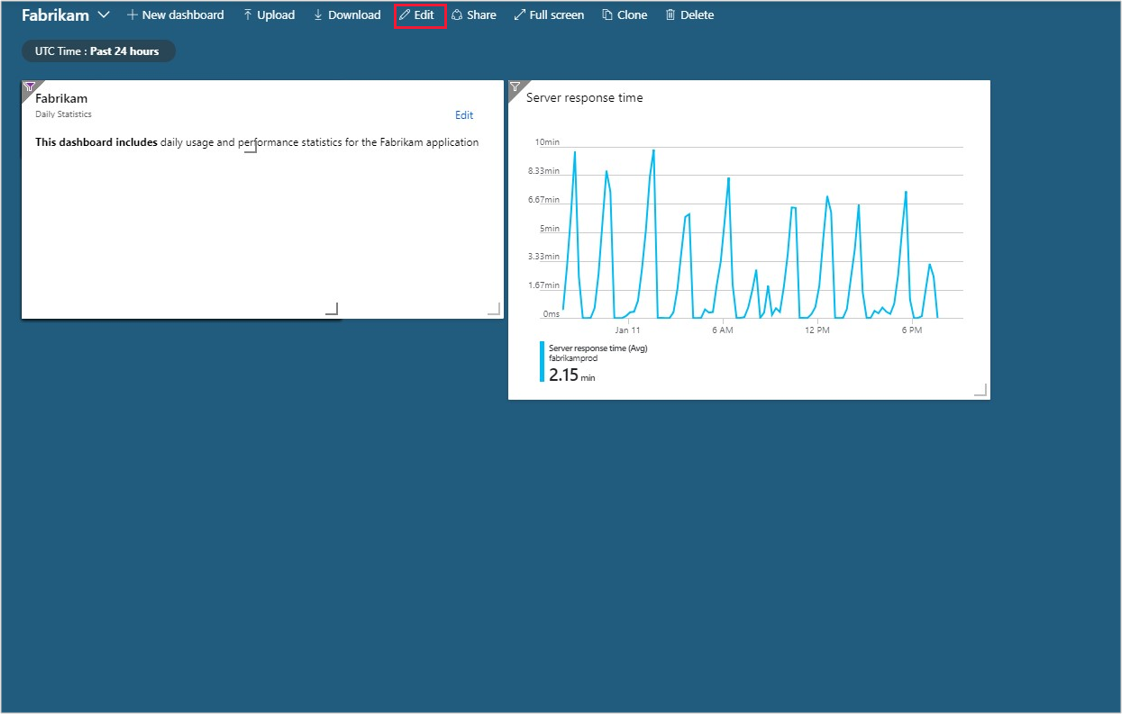 Fabrikam New dashboard Upload Download Edit Share Full screen Clone Delete
UTC Time : Past 24 hours
Fabrikam
Daily Statistics
Edit
This dashboard includes daily usage and performance statistics for the Fabrikam application
Server response time
10min
8.33min
6.67min
5min
3.33min
1.67min
0ms
Jan 11 6 AM 12 PM 6 PM
Server response time (Avg)
fabrikamprod
2.15 min